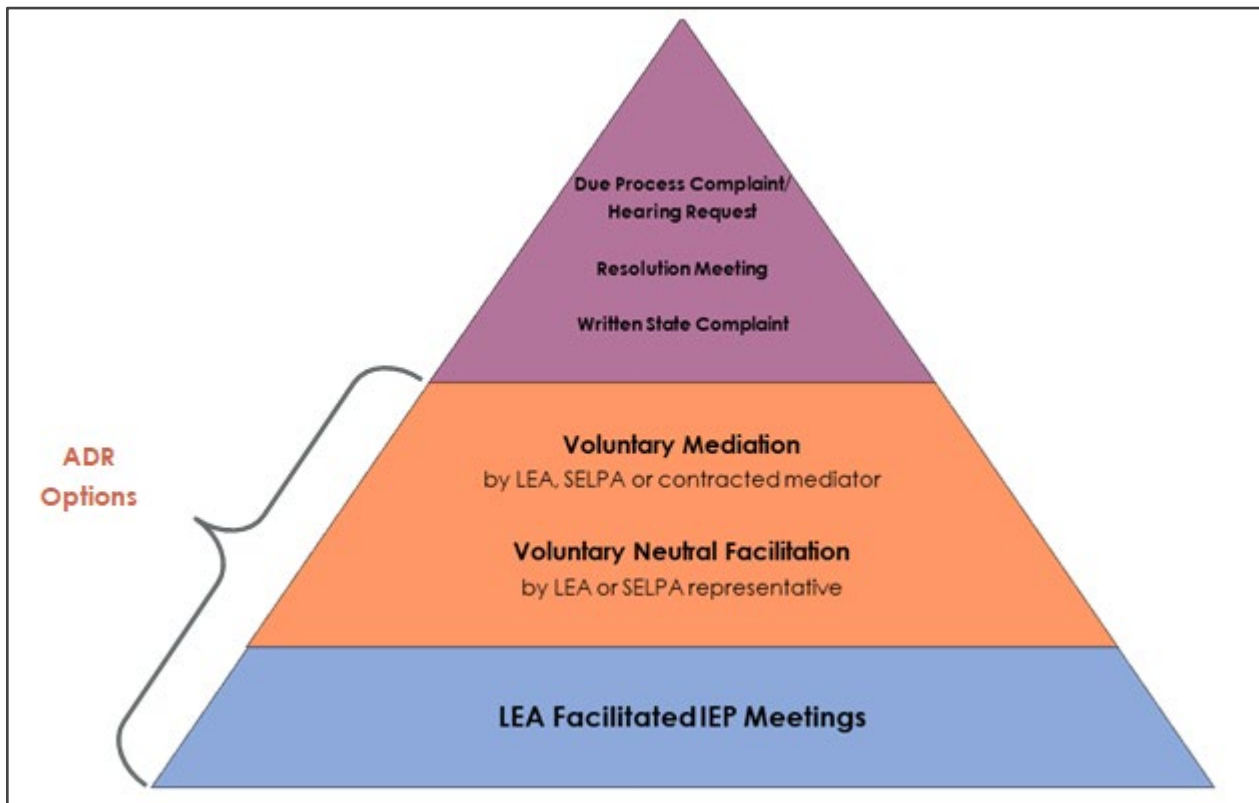 Due Process Complaint/
Hearing Request
Resolution Meeting
Written State Complaint
ADR
Options
Voluntary Mediation
by LEA, SELPA or contracted mediator
Voluntary Neutral Facilitation
by LEA or SELPA representative
LEA Facilitated IEP Meetings